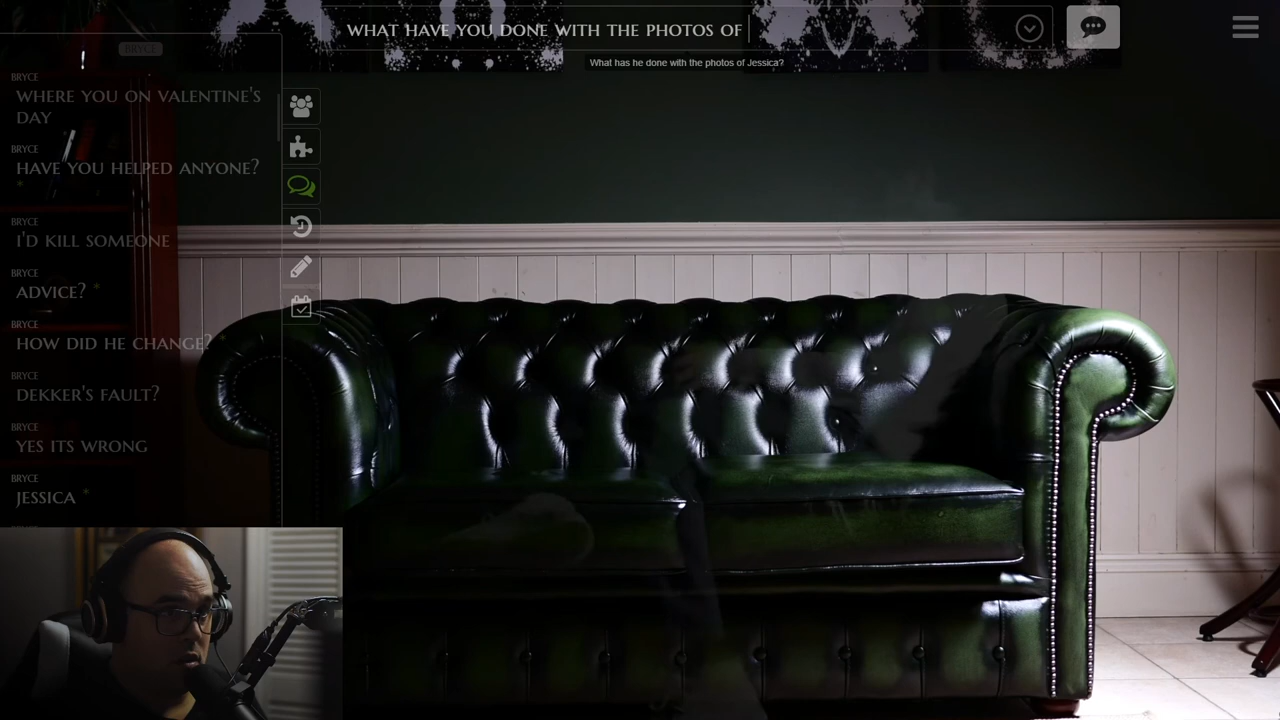 WHAT HAVE YOU DONE WITH THE PHOTOS OF
What has he done with the photos of Jessica?
BRYCE
BRYCE
WHERE YOU ON VALENTINE'S
DAY
BRYCE
HAVE YOU HELPED ANYONE?
*
BRYCE
I'D KILL SOMEONE
BRYCE
ADVICE? *
BRYCE
HOW DID HE CHANGE?
BRYCE
DEKKER'S FAULT?
BRYCE
YES ITS WRONG
BRYCE
JESSICA *